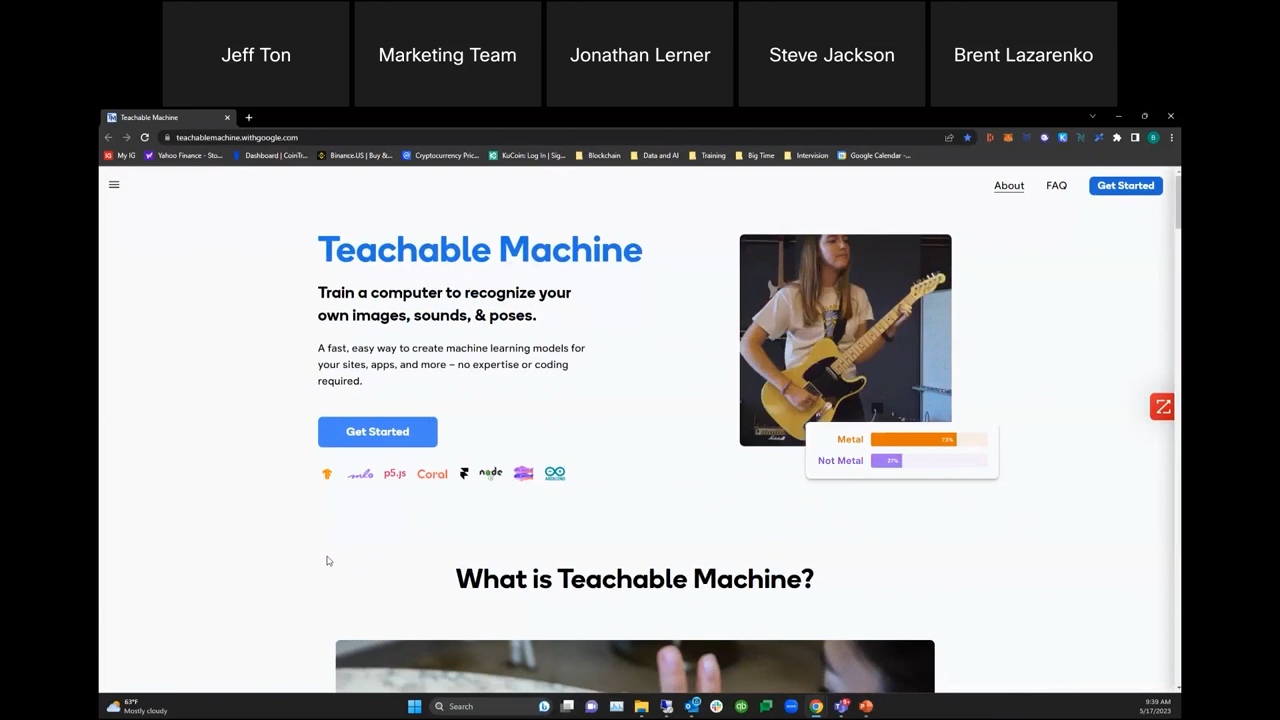 Jeff Ton
Marketing Team
Jonathan Lerner
Steve Jackson
Brent Lazarenko
Teachable Machine
teachablemachine.withgoogle.com
My IG
Yahoo Finance - Sto...
Dashboard | CoinTr...
Binance.US | Buy &...
Cryptocurrency Pric...
KuCoin: Log In | Sig...
Blockchain
Data and AI
Training
Big Time
Intervision
Google Calendar -...
About
FAQ
Get Started
Teachable Machine
Train a computer to recognize your
own images, sounds, & poses.
A fast, easy way to create machine learning models for
your sites, apps, and more – no expertise or coding
required.
Get Started
p5.js
Coral
node
Metal
73%
Not Metal
27%
What is Teachable Machine?
63°F
Mostly cloudy
Search
9:39 AM
5/17/2023